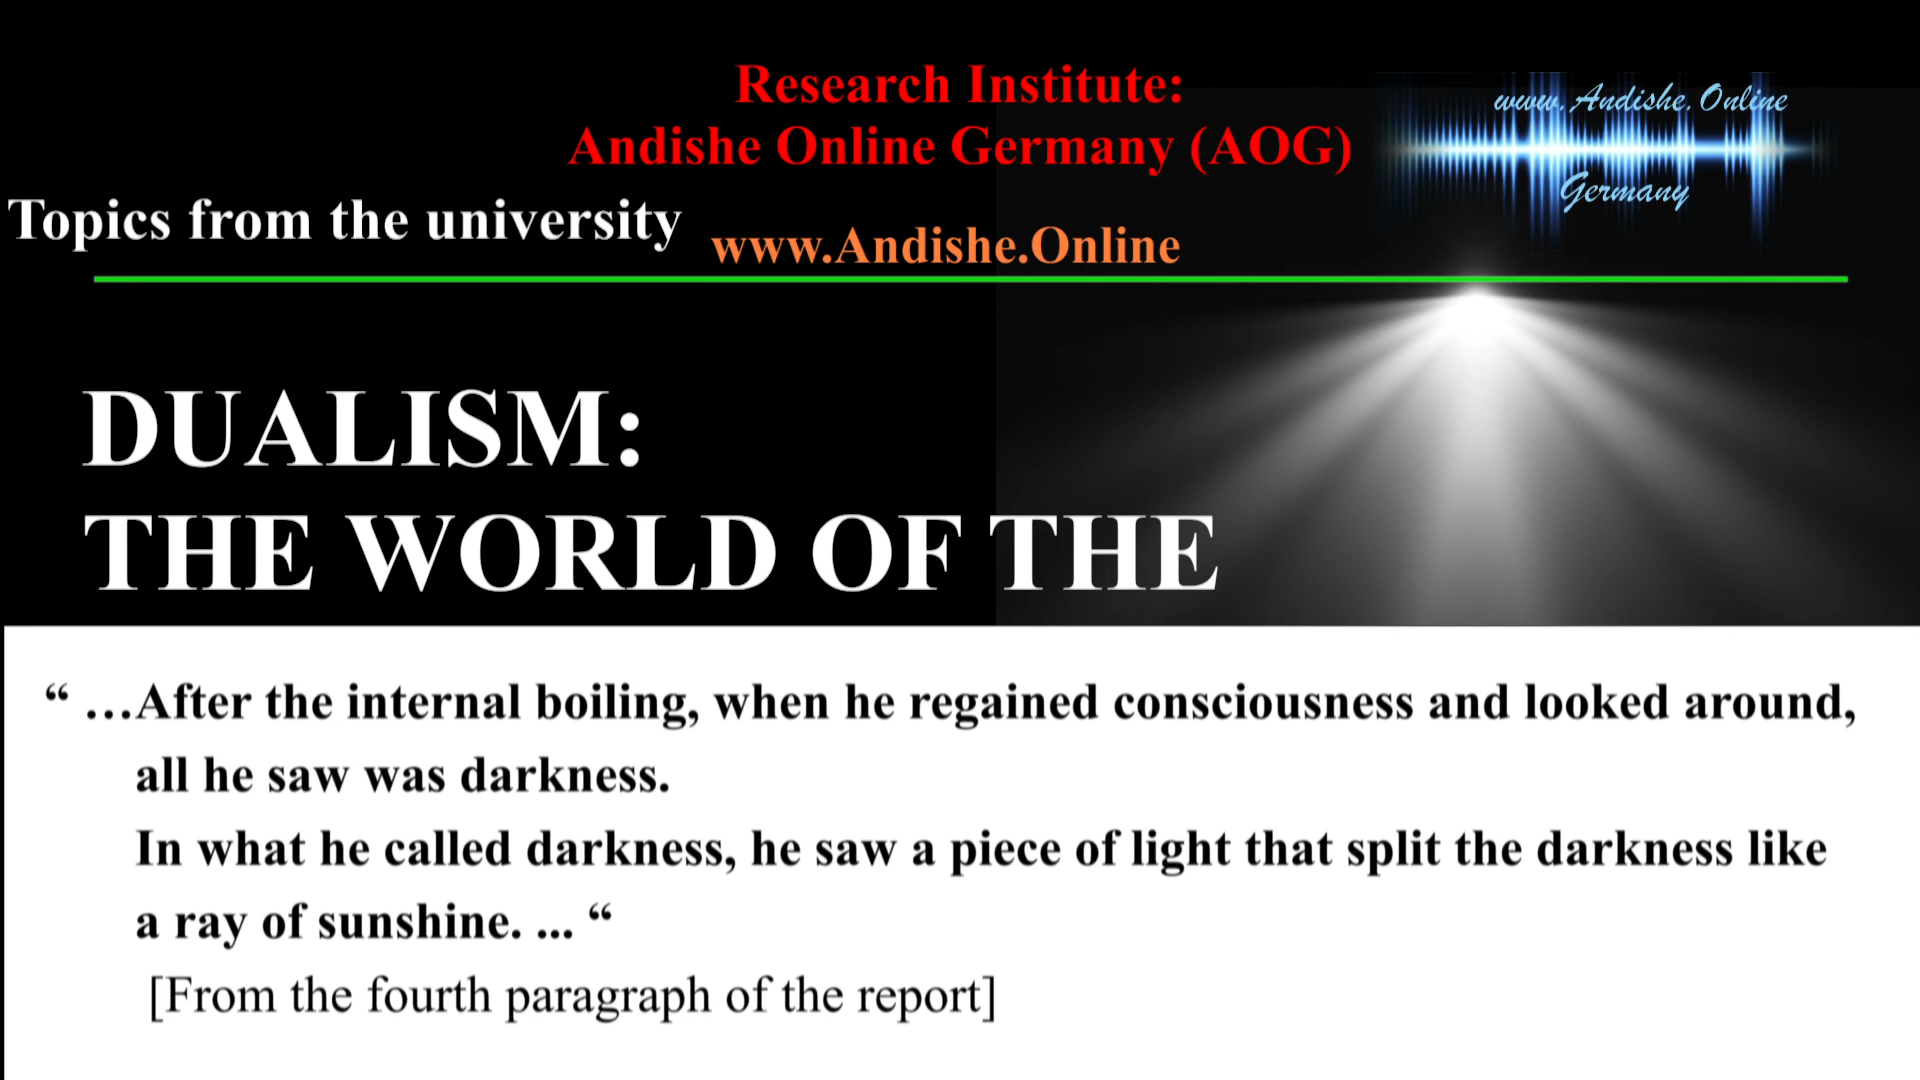 Research Institute:
Andishe Online Germany (AOG)
www.Andishe.Online
Germany
Topics from the university
www.Andishe.Online
DUALISM:
THE WORLD OF THE
“ …After the internal boiling, when he regained consciousness and looked around,
all he saw was darkness.
In what he called darkness, he saw a piece of light that split the darkness like
a ray of sunshine. ... “
[From the fourth paragraph of the report]